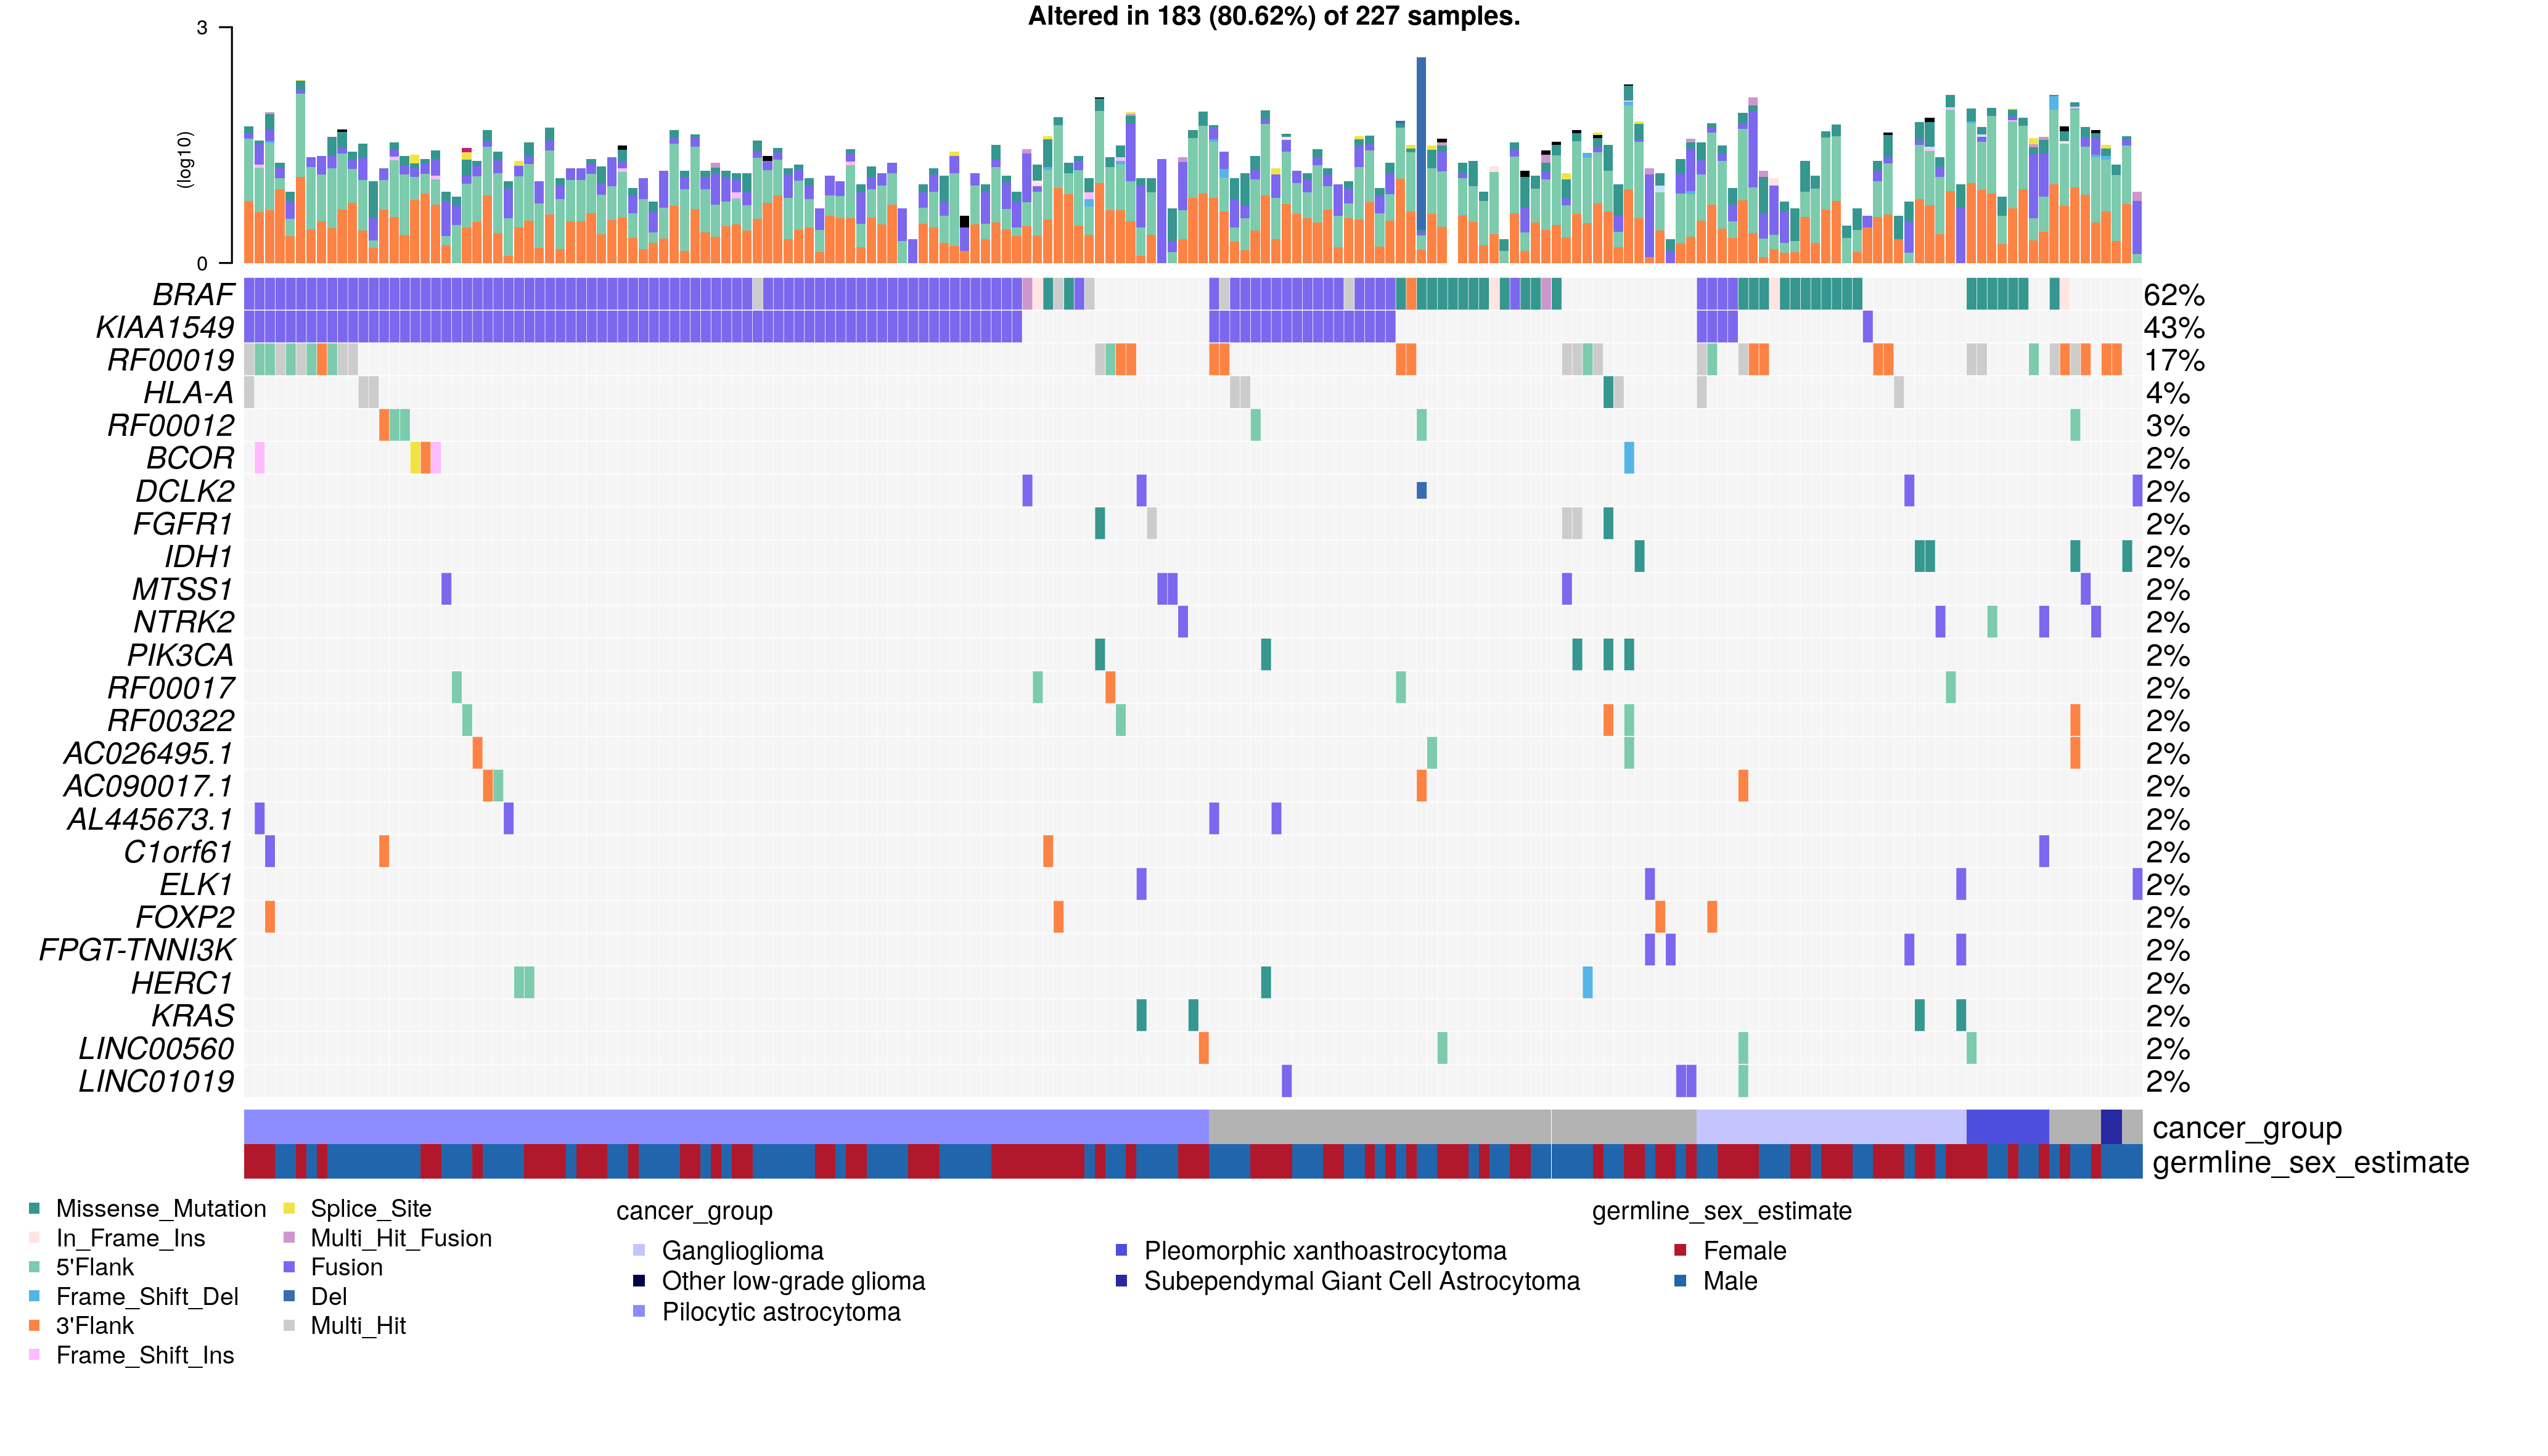 Altered in 183 (80.62%) of 227 samples.
3
(log10)
0
BRAF 62%
KIAA1549 43%
RF00019 17%
HLA-A 4%
RF00012 3%
BCOR 2%
DCLK2 2%
FGFR1 2%
IDH1 2%
MTSS1 2%
NTRK2 2%
PIK3CA 2%
RF00017 2%
RF00322 2%
AC026495.1 2%
AC090017.1 2%
AL445673.1 2%
C1orf61 2%
ELK1 2%
FOXP2 2%
FPGT-TNNI3K 2%
HERC1 2%
KRAS 2%
LINC00560 2%
LINC01019 2%
cancer_group
germline_sex_estimate
Missense_Mutation
In_Frame_Ins
5'Flank
Frame_Shift_Del
3'Flank
Frame_Shift_Ins
Splice_Site
Multi_Hit_Fusion
Fusion
Del
Multi_Hit
cancer_group
Ganglioglioma
Other low-grade glioma
Pilocytic astrocytoma
Pleomorphic xanthoastrocytoma
Subependymal Giant Cell Astrocytoma
germline_sex_estimate
Female
Male